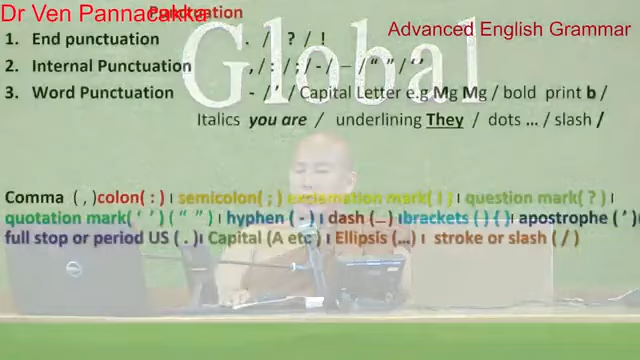 Dr Ven Pannacakka
Punctuation
Global
Advanced English Grammar
1. End punctuation . / ? / !
2. Internal Punctuation , / : / ; / - / – / “ ” / ‘ ’
3. Word Punctuation - / ’ / Capital Letter e.g Mg Mg / bold print b /
Italics you are / underlining They / dots ... / slash /
Comma ( , ) colon( : ) ı semicolon( ; ) exclamation mark( ! ) ı question mark( ? ) ı
quotation mark( ‘ ’ ) ( “ ” ) ı hyphen ( - ) ı dash (–) ıbrackets ( ) { }ı apostrophe ( ’ )ı
full stop or period US ( . )ı Capital (A etc ) ı Ellipsis (...) ı stroke or slash ( / )